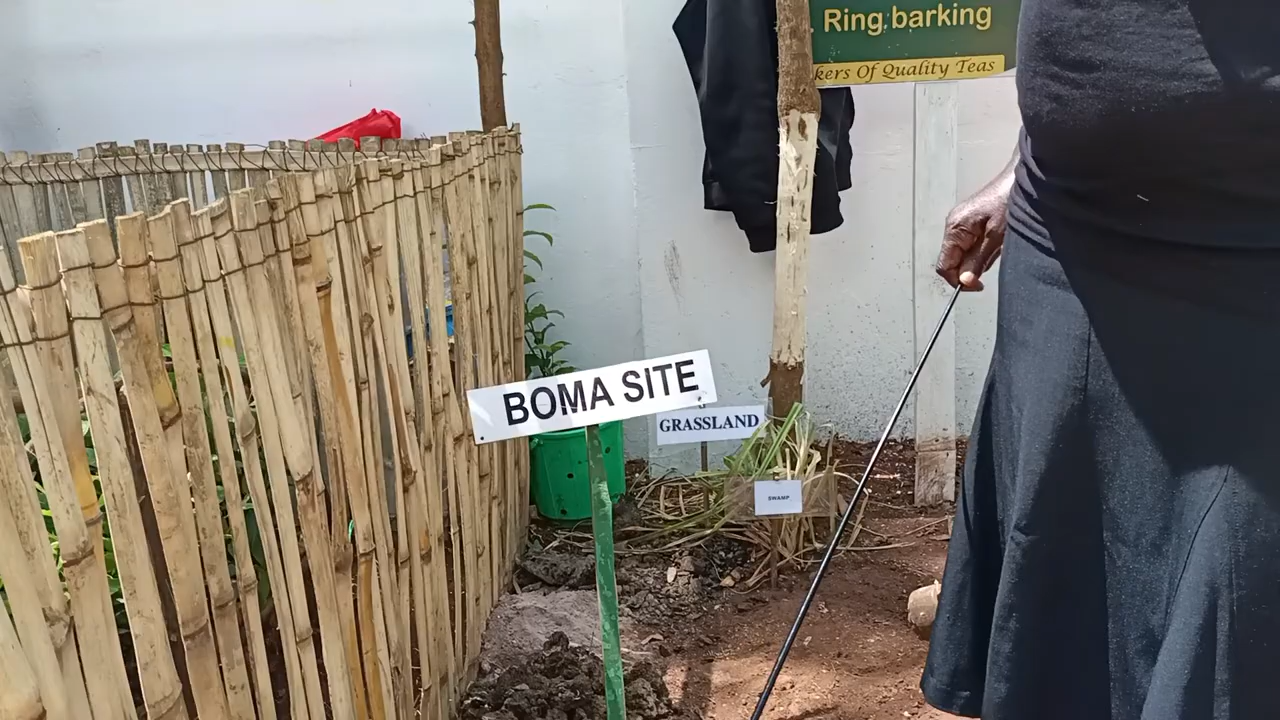 Ring barking
kers Of Quality Teas
BOMA SITE
GRASSLAND
SWAMP